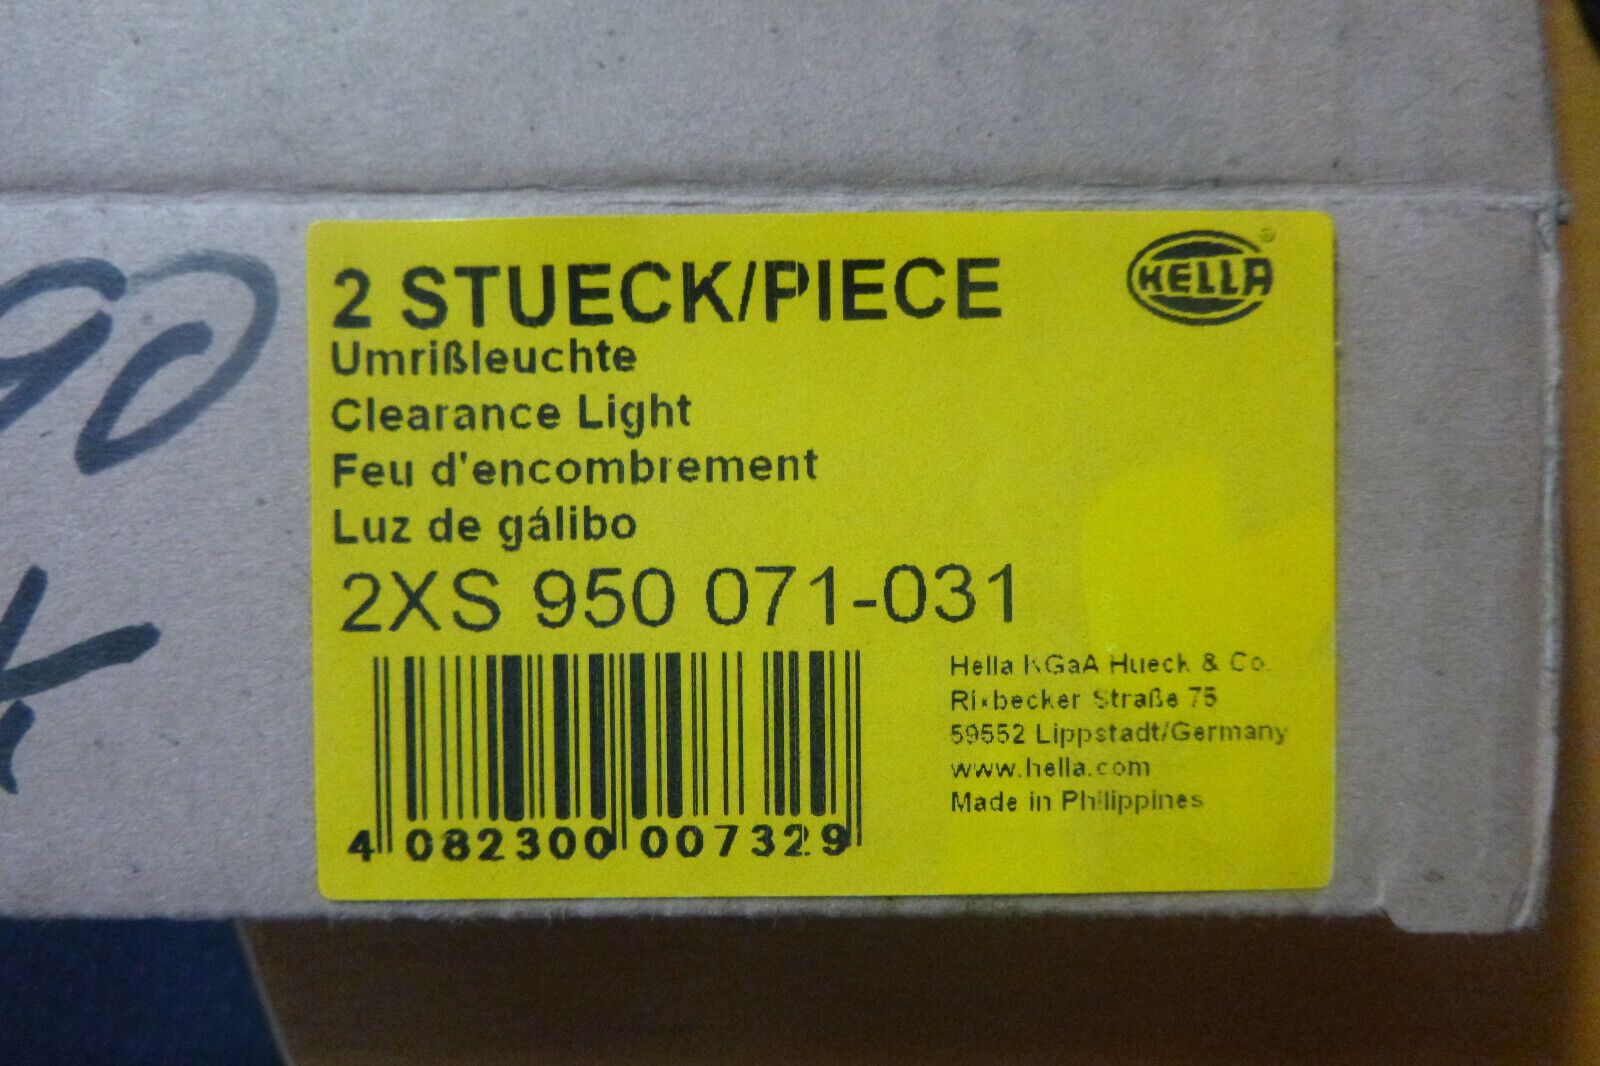 2 STUECK/PIECE
HELLA®
Umrißleuchte
Clearance Light
Feu d'encombrement
Luz de gálibo
2XS 950 071-031
4 082300 007329
Hella KGaA Hueck & Co.
Rixbecker Straße 75
59552 Lippstadt/Germany
www.hella.com
Made in Philippines
90